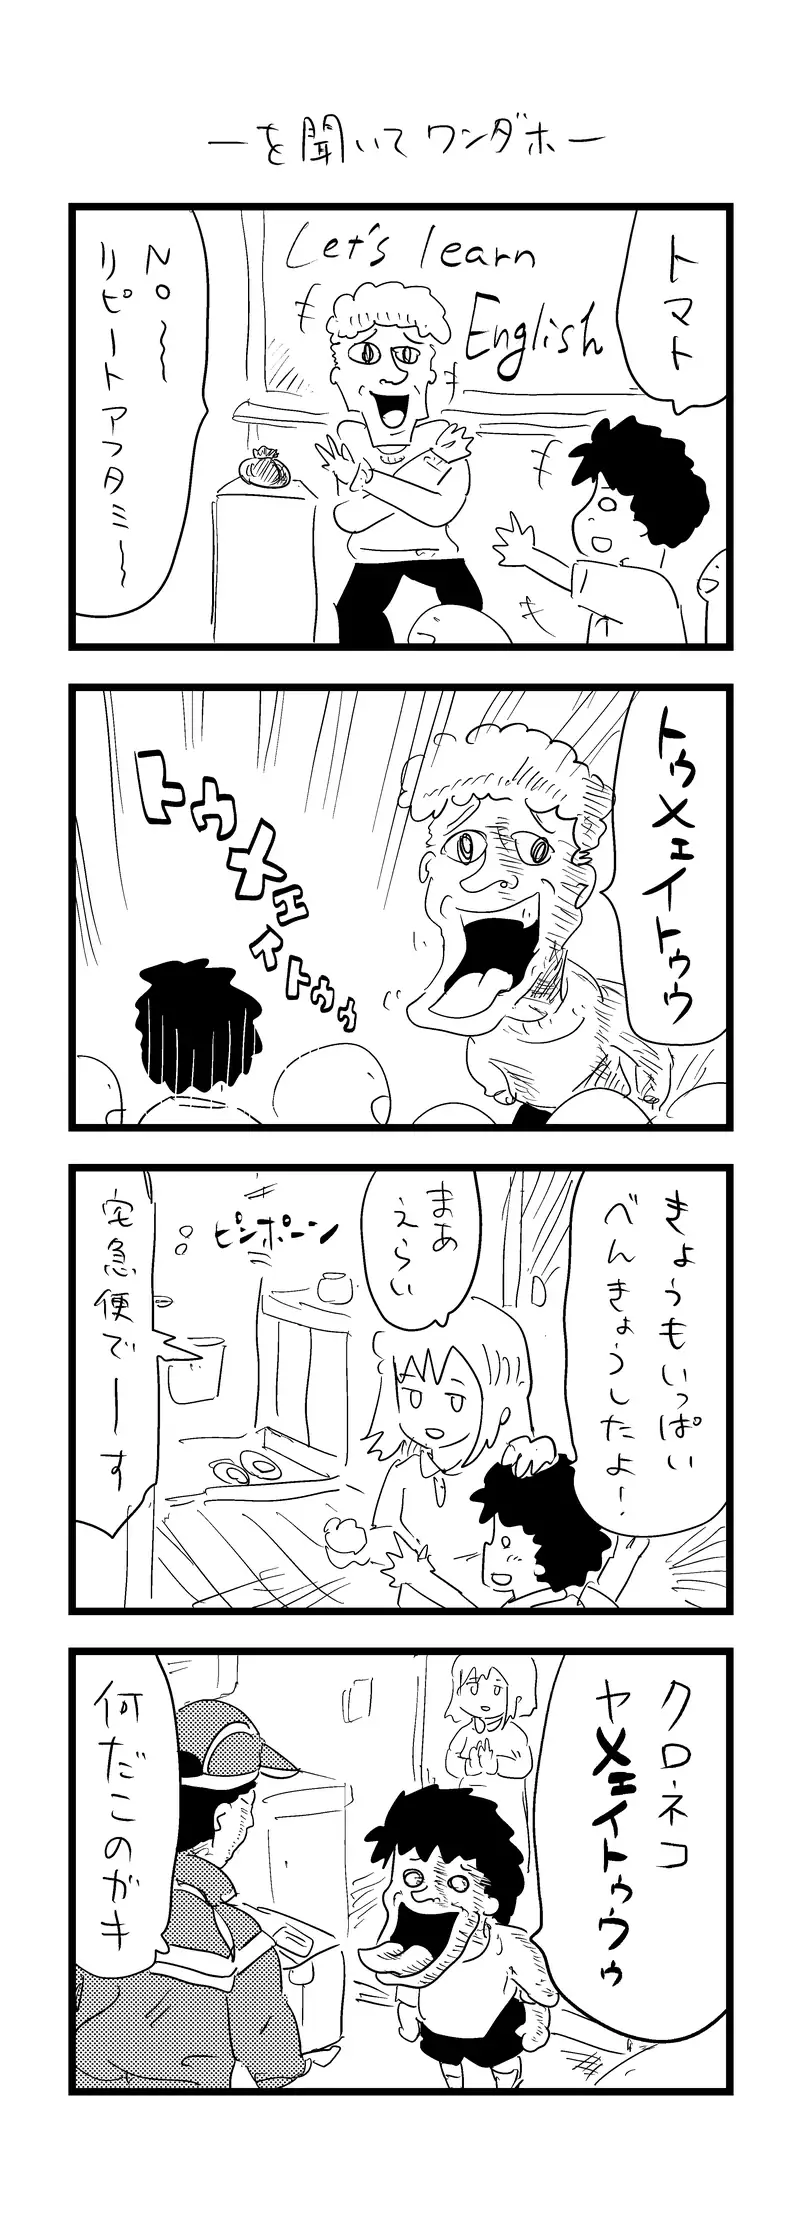 一を聞いてワンダホー
トマト
Let's learn
English
No〜〜
リピートアフタミー〜
トゥメェイトゥウ
トゥメェイトゥゥ
きょうもいっぱい
べんきょうしたよ!
まあ
えらい
ピンポーン
宅急便でーす
クロネコ
ヤメェイトゥウゥ
何だこのガキ